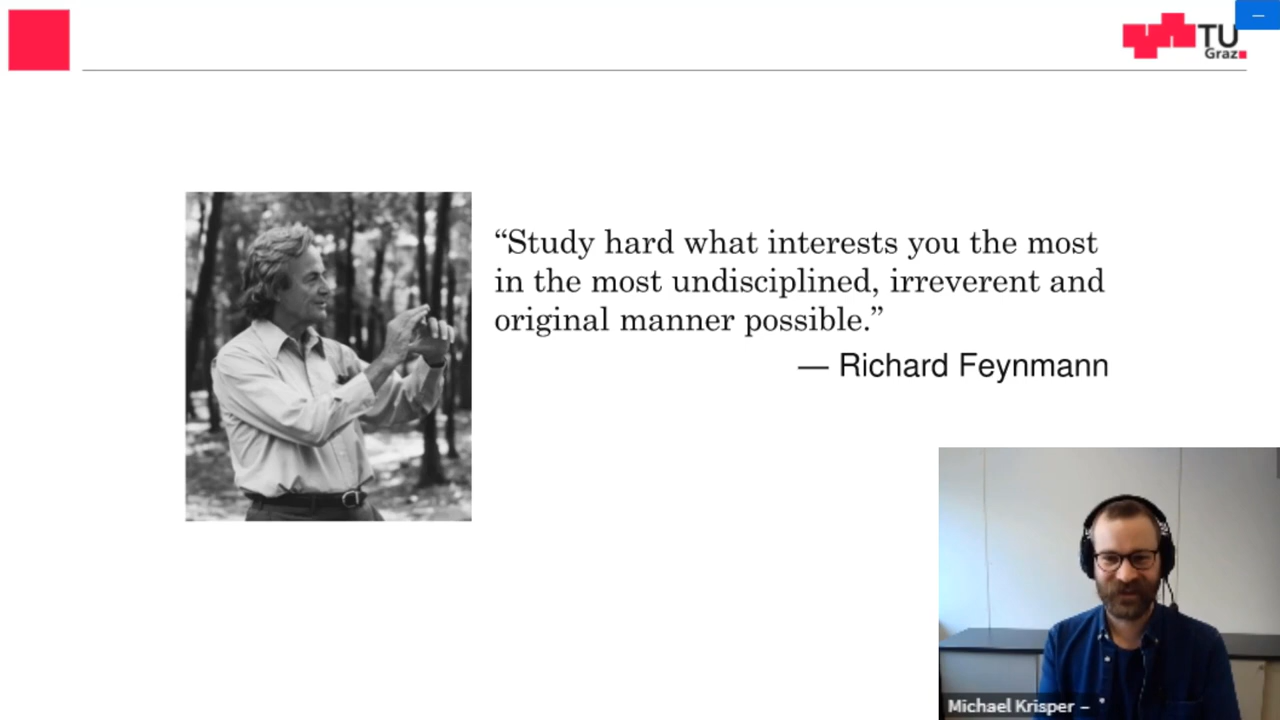 TU
Graz
“Study hard what interests you the most
in the most undisciplined, irreverent and
original manner possible.”
— Richard Feynmann
Michael Krisper –